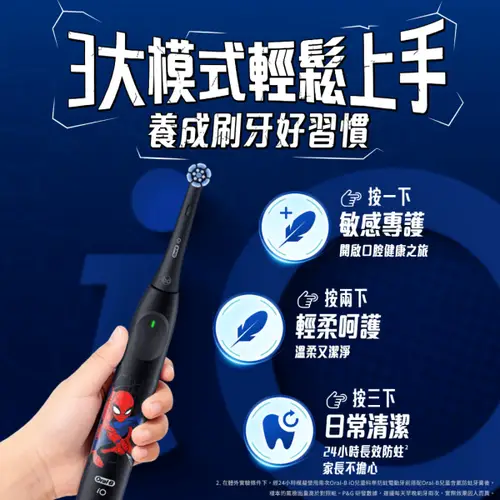 3大模式輕鬆上手
養成刷牙好習慣
按一下
敏感專護
開啟口腔健康之旅
按兩下
輕柔呵護
溫柔又潔淨
按三下
日常清潔
24小時長效防蛀²
家長不擔心
Oral-B
iO